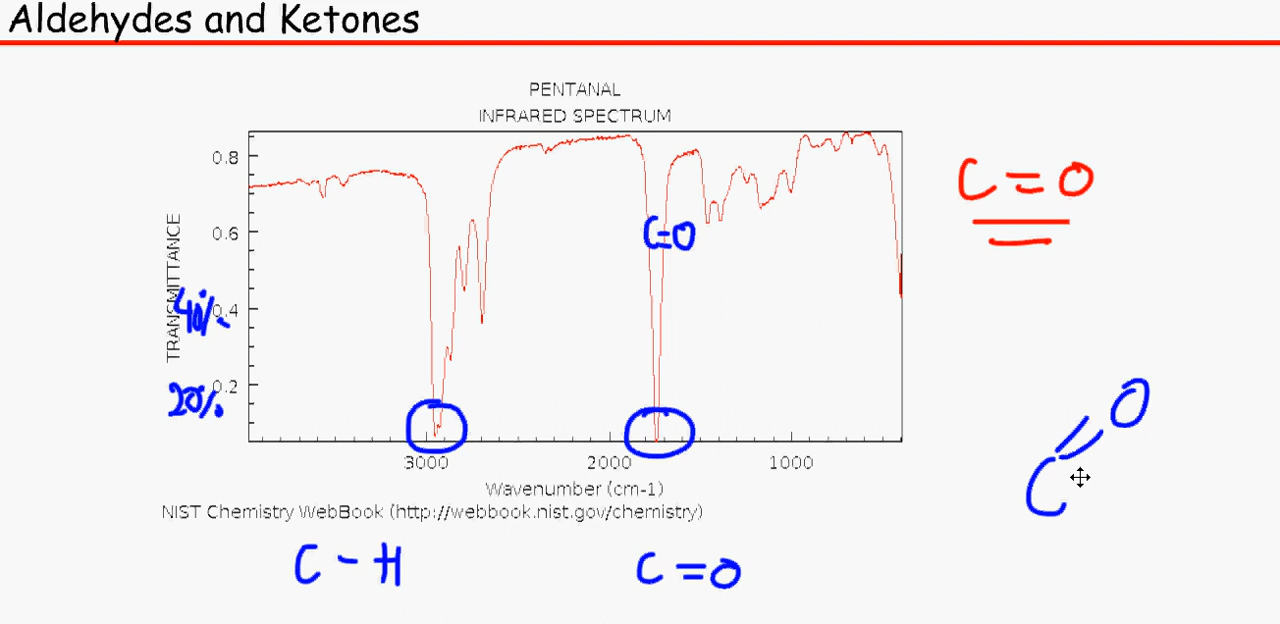 Aldehydes and Ketones
PENTANAL
INFRARED SPECTRUM
TRANSMITTANCE
0.8
0.6
0.4
0.2
40%
20%
C=O
C=O
C=O
3000 2000 1000
Wavenumber (cm-1)
NIST Chemistry WebBook (http://webbook.nist.gov/chemistry)
C-H C=O